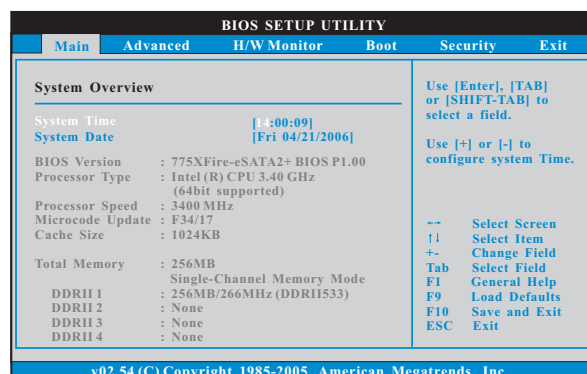 BIOS SETUP UTILITY
Main Advanced H/W Monitor Boot Security Exit
System Overview
System Time [14:00:09]
System Date [Fri 04/21/2006]
BIOS Version : 775XFire-eSATA2+ BIOS P1.00
Processor Type : Intel (R) CPU 3.40 GHz
(64bit supported)
Processor Speed : 3400 MHz
Microcode Update : F34/17
Cache Size : 1024KB
Total Memory : 256MB
Single-Channel Memory Mode
DDRII 1 : 256MB/266MHz (DDRII533)
DDRII 2 : None
DDRII 3 : None
DDRII 4 : None
Use [Enter], [TAB]
or [SHIFT-TAB] to
select a field.
Use [+] or [-] to
configure system Time.
←→ Select Screen
↑↓ Select Item
+- Change Field
Tab Select Field
F1 General Help
F9 Load Defaults
F10 Save and Exit
ESC Exit
v02.54 (C) Copyright 1985-2005, American Megatrends, Inc.